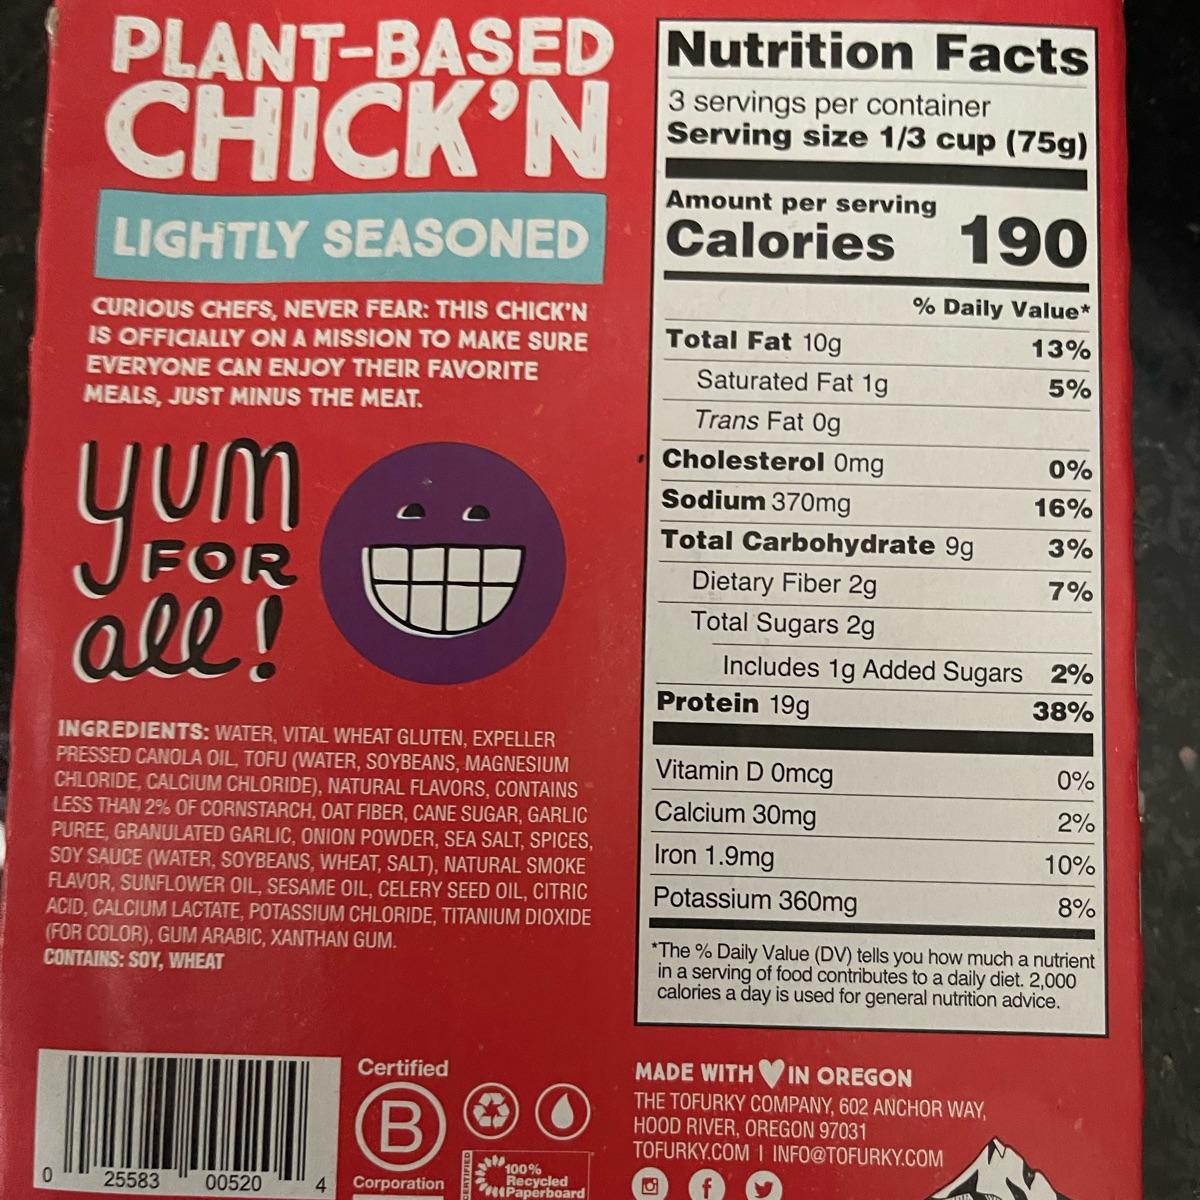 PLANT-BASED
CHICK'N
LIGHTLY SEASONED
CURIOUS CHEFS, NEVER FEAR: THIS CHICK'N
IS OFFICIALLY ON A MISSION TO MAKE SURE
EVERYONE CAN ENJOY THEIR FAVORITE
MEALS, JUST MINUS THE MEAT.
yum
FOR
all!
INGREDIENTS: WATER, VITAL WHEAT GLUTEN, EXPELLER
PRESSED CANOLA OIL, TOFU (WATER, SOYBEANS, MAGNESIUM
CHLORIDE, CALCIUM CHLORIDE), NATURAL FLAVORS, CONTAINS
LESS THAN 2% OF CORNSTARCH, OAT FIBER, CANE SUGAR, GARLIC
PUREE, GRANULATED GARLIC, ONION POWDER, SEA SALT, SPICES,
SOY SAUCE (WATER, SOYBEANS, WHEAT, SALT), NATURAL SMOKE
FLAVOR, SUNFLOWER OIL, SESAME OIL, CELERY SEED OIL, CITRIC
ACID, CALCIUM LACTATE, POTASSIUM CHLORIDE, TITANIUM DIOXIDE
(FOR COLOR), GUM ARABIC, XANTHAN GUM.
CONTAINS: SOY, WHEAT
0 25583 00520 4
Certified
B
Corporation
CERTIFIED
100%
Recycled
Paperboard
Nutrition Facts
3 servings per container
Serving size 1/3 cup (75g)
Amount per serving
Calories 190
% Daily Value*
Total Fat 10g 13%
Saturated Fat 1g 5%
Trans Fat 0g
Cholesterol 0mg 0%
Sodium 370mg 16%
Total Carbohydrate 9g 3%
Dietary Fiber 2g 7%
Total Sugars 2g
Includes 1g Added Sugars 2%
Protein 19g 38%
Vitamin D 0mcg 0%
Calcium 30mg 2%
Iron 1.9mg 10%
Potassium 360mg 8%
*The % Daily Value (DV) tells you how much a nutrient
in a serving of food contributes to a daily diet. 2,000
calories a day is used for general nutrition advice.
MADE WITH ♥ IN OREGON
THE TOFURKY COMPANY, 602 ANCHOR WAY,
HOOD RIVER, OREGON 97031
TOFURKY.COM | INFO@TOFURKY.COM